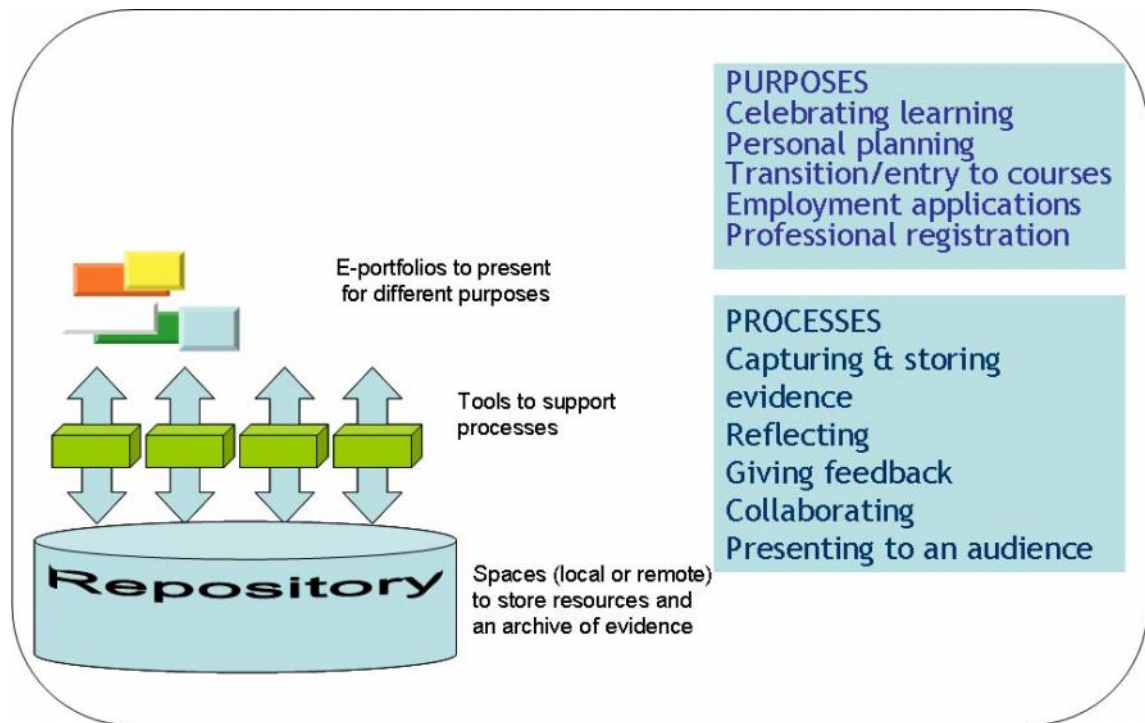 E-portfolios to present
for different purposes
Tools to support
processes
Repository
Spaces (local or remote)
to store resources and
an archive of evidence
PURPOSES
Celebrating learning
Personal planning
Transition/entry to courses
Employment applications
Professional registration
PROCESSES
Capturing & storing
evidence
Reflecting
Giving feedback
Collaborating
Presenting to an audience